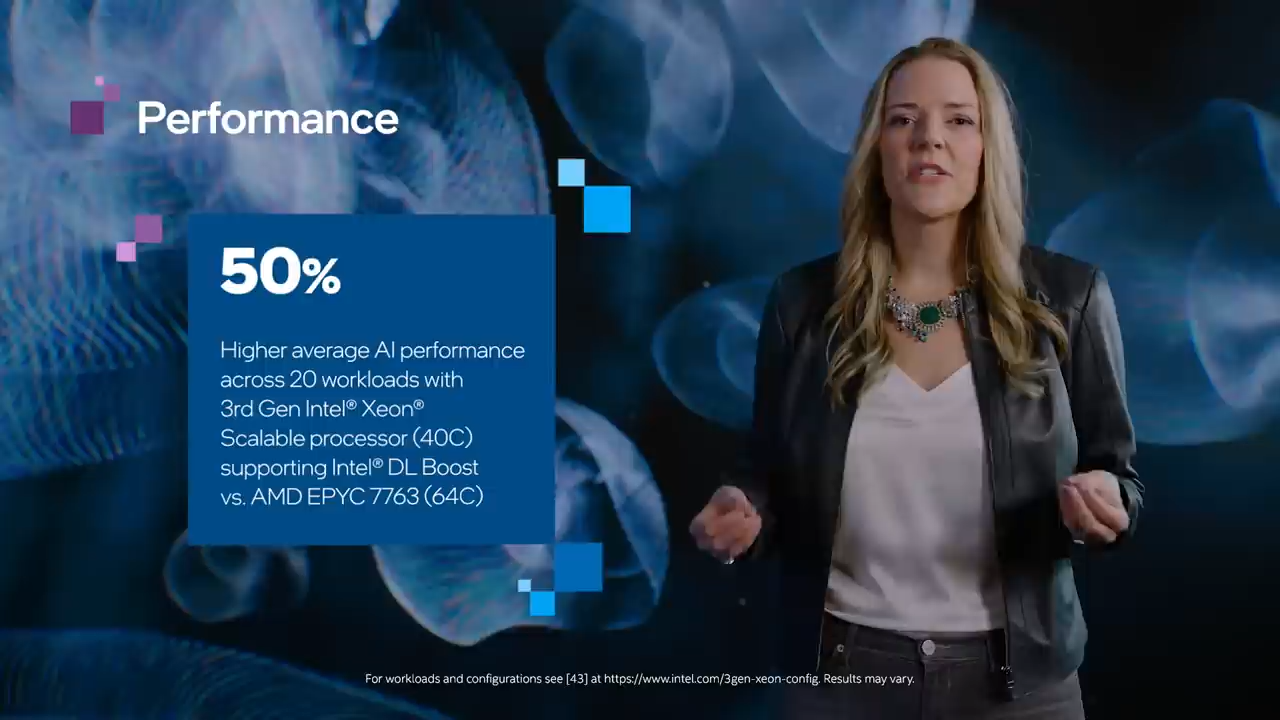 Performance
50%
Higher average AI performance
across 20 workloads with
3rd Gen Intel® Xeon®
Scalable processor (40C)
supporting Intel® DL Boost
vs. AMD EPYC 7763 (64C)
For workloads and configurations see [43] at https://www.intel.com/3gen-xeon-config. Results may vary.